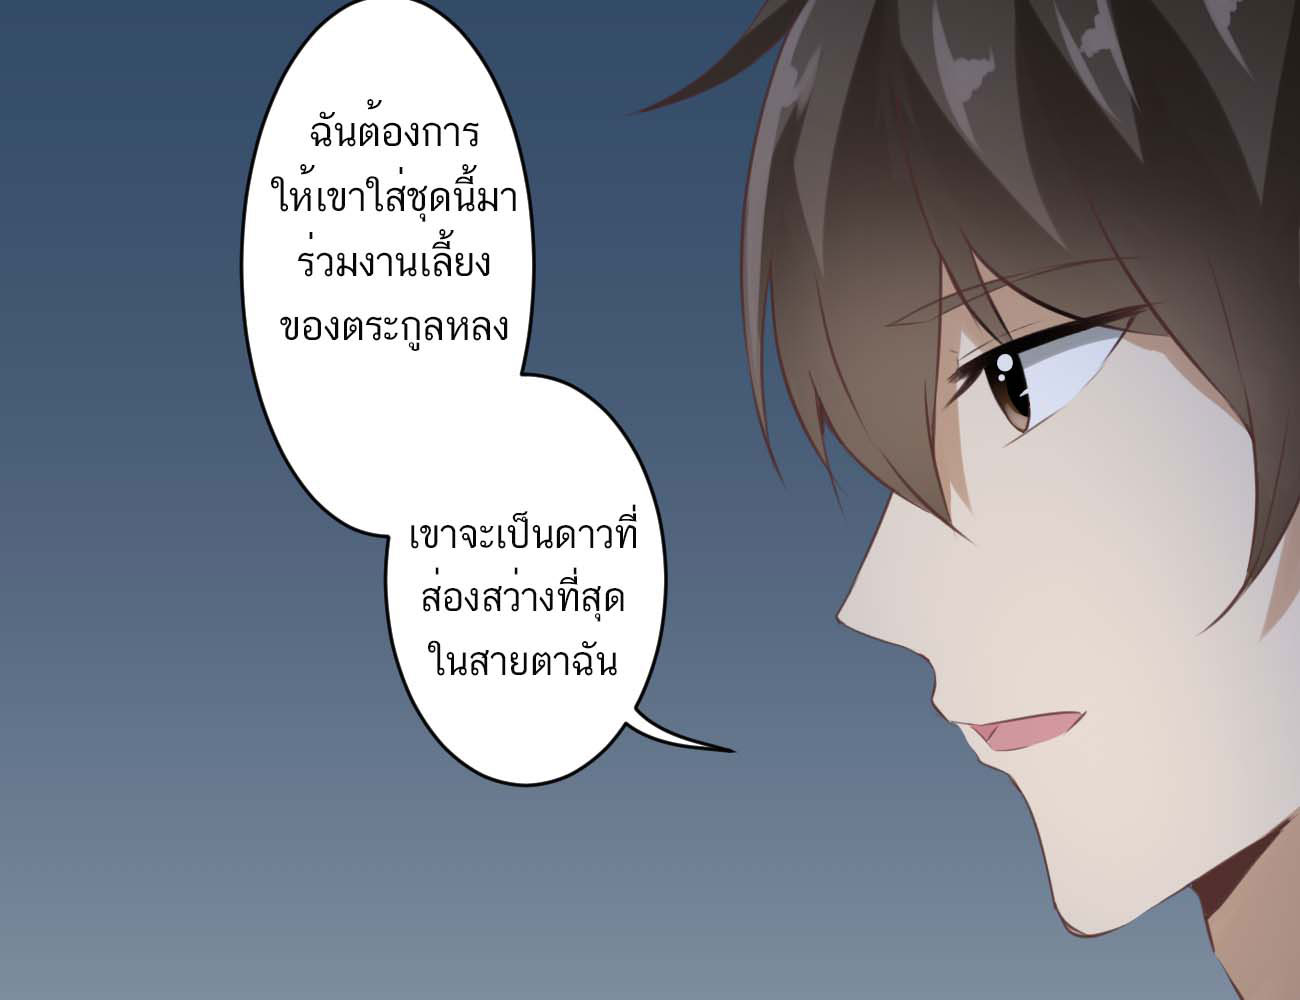 ฉันต้องการ
ให้เขาใส่ชุดนี้มา
ร่วมงานเลี้ยง
ของตระกูลหลง
เขาจะเป็นดาวที่
ส่องสว่างที่สุด
ในสายตาฉัน